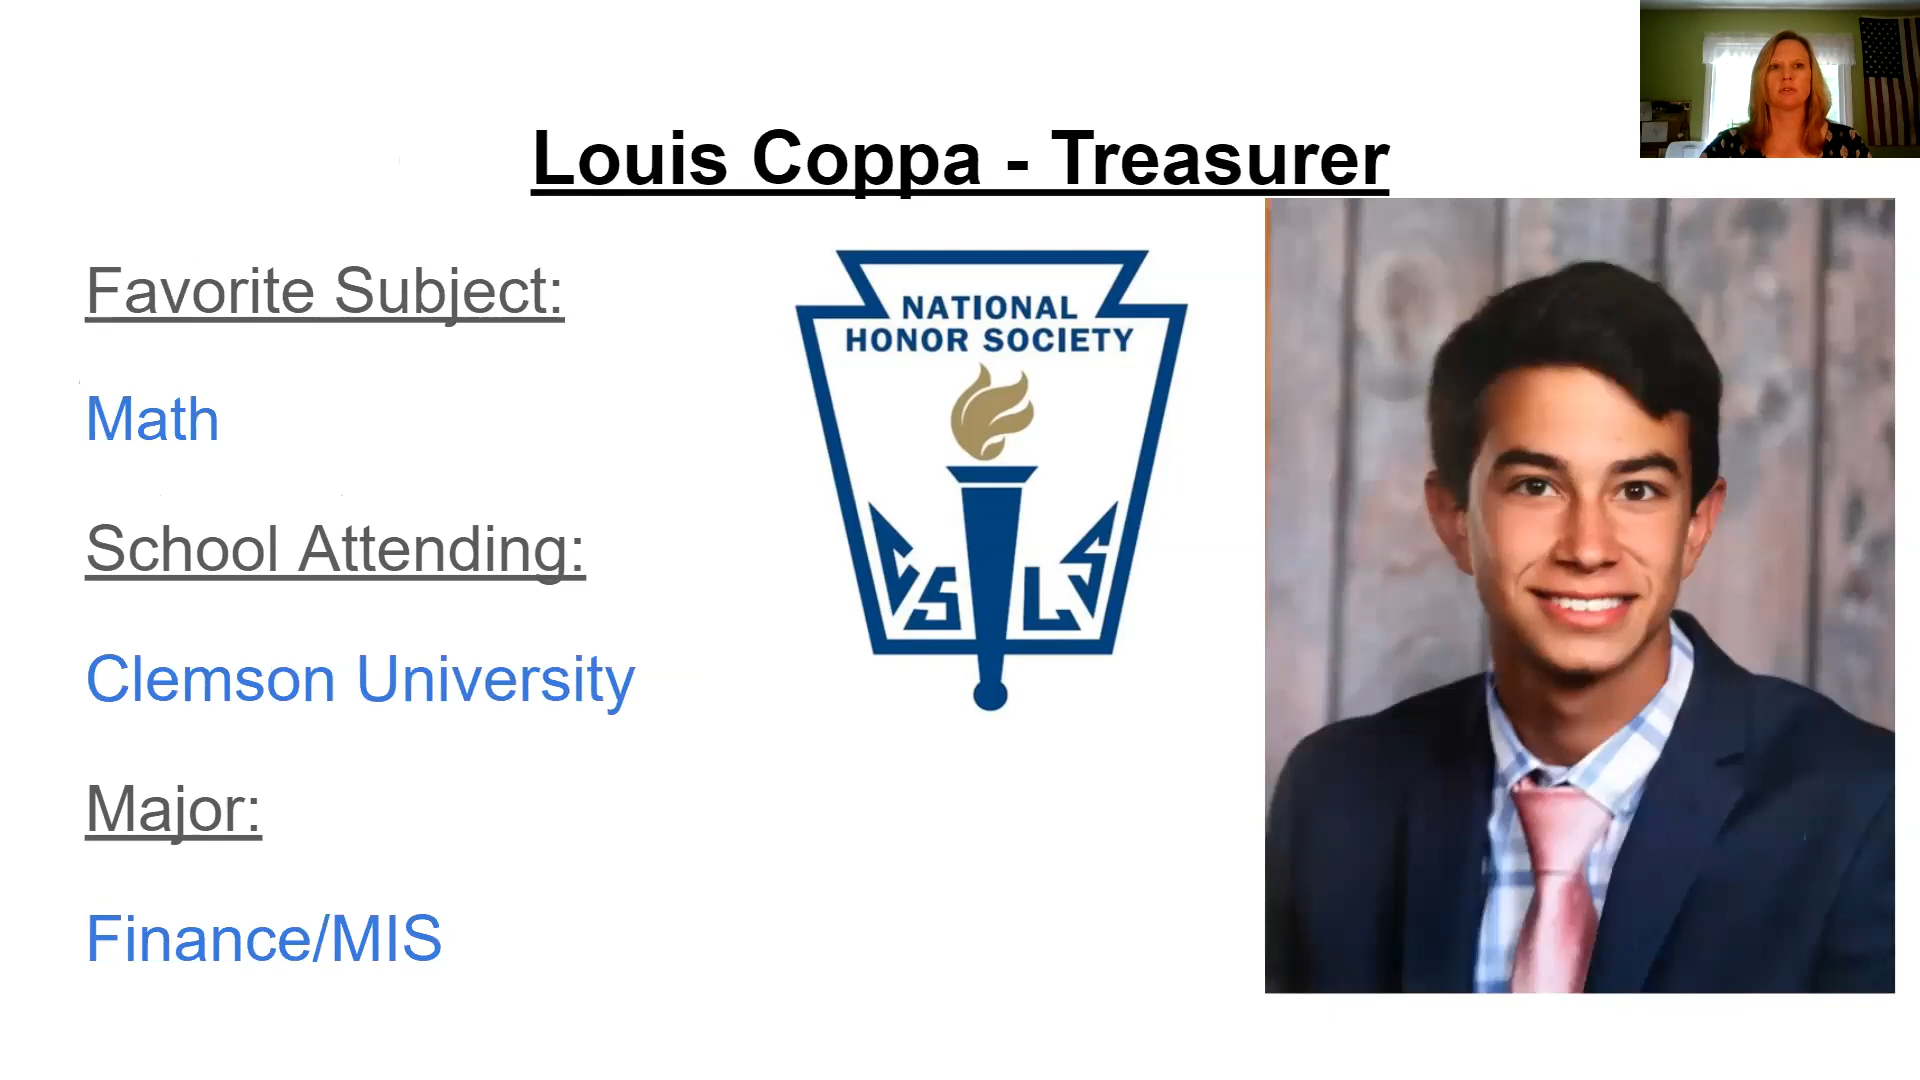 Louis Coppa - Treasurer
Favorite Subject:
Math
School Attending:
Clemson University
Major:
Finance/MIS
NATIONAL
HONOR SOCIETY
C S L S